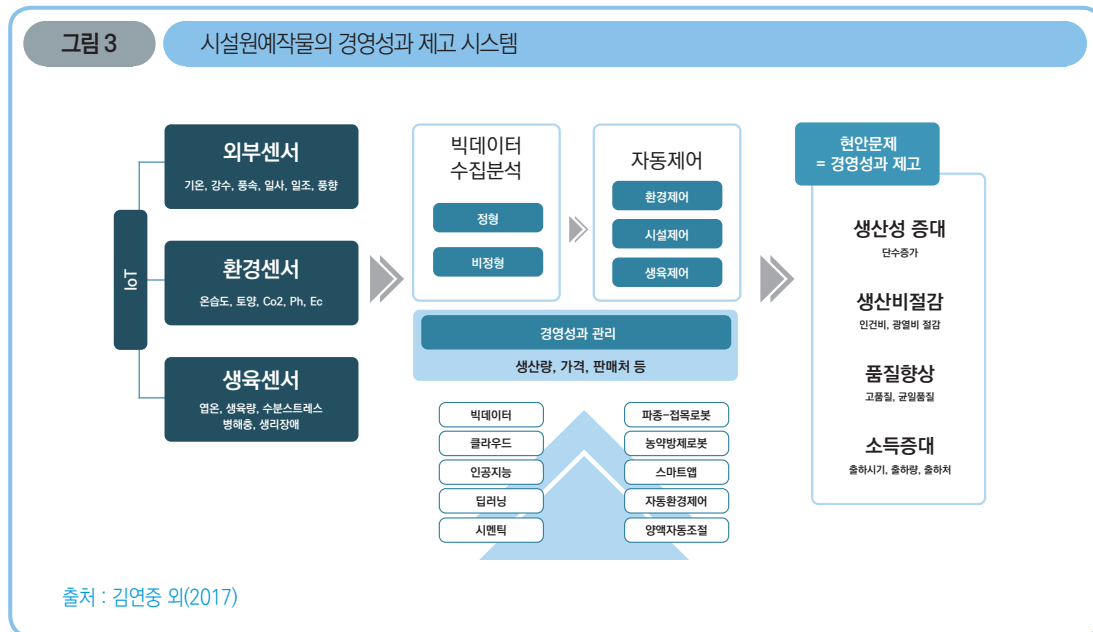 그림 3
시설원예작물의 경영성과 제고 시스템
IoT
외부센서
기온, 강수, 풍속, 일사, 일조, 풍향
환경센서
온습도, 토양, Co2, Ph, Ec
생육센서
엽온, 생육량, 수분스트레스
병해충, 생리장애
빅데이터
수집분석
정형
비정형
자동제어
환경제어
시설제어
생육제어
경영성과 관리
생산량, 가격, 판매처 등
빅데이터
클라우드
인공지능
딥러닝
시멘틱
파종-접목로봇
농약방제로봇
스마트앱
자동환경제어
양액자동조절
현안문제
= 경영성과 제고
생산성 증대
단수증가
생산비절감
인건비, 광열비 절감
품질향상
고품질, 균일품질
소득증대
출하시기, 출하량, 출하처
출처 : 김연중 외(2017)